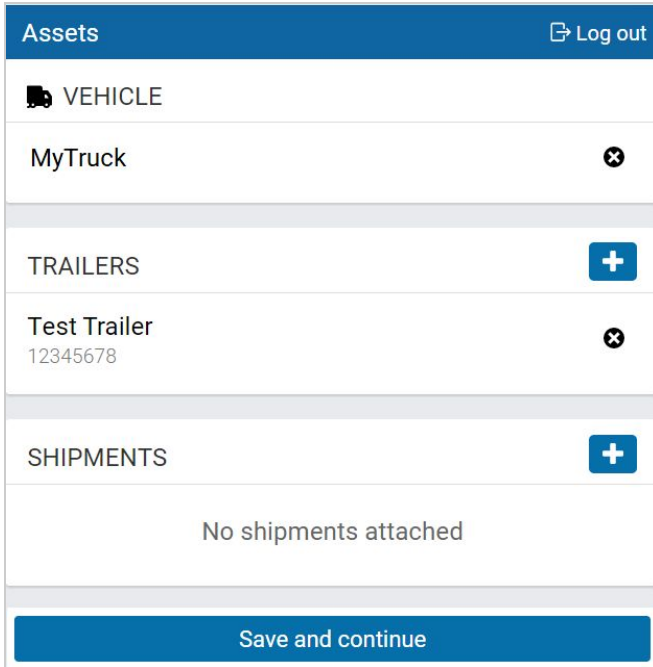 Assets
Log out
VEHICLE
MyTruck
TRAILERS
Test Trailer
12345678
SHIPMENTS
No shipments attached
Save and continue